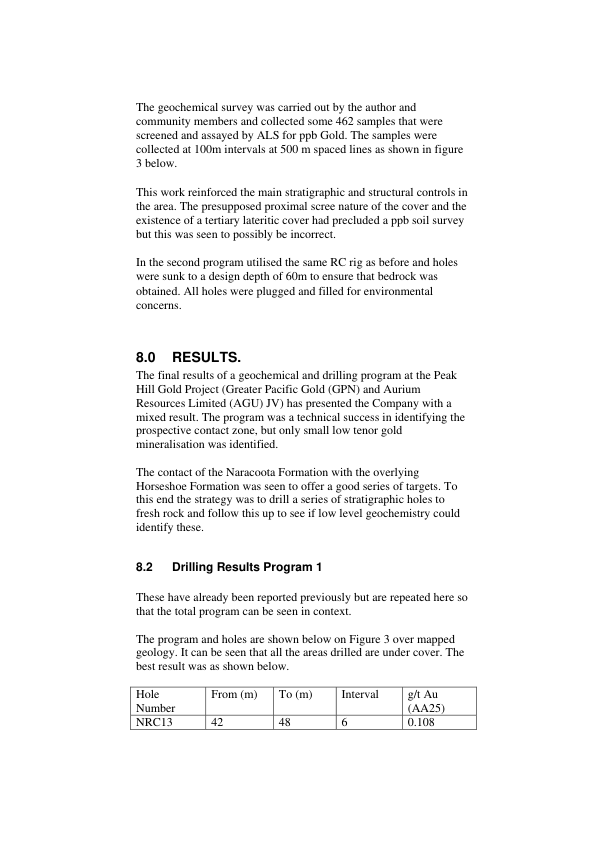 The geochemical survey was carried out by the author and
community members and collected some 462 samples that were
screened and assayed by ALS for ppb Gold. The samples were
collected at 100m intervals at 500 m spaced lines as shown in figure
3 below.
This work reinforced the main stratigraphic and structural controls in
the area. The presupposed proximal scree nature of the cover and the
existence of a tertiary lateritic cover had precluded a ppb soil survey
but this was seen to possibly be incorrect.
In the second program utilised the same RC rig as before and holes
were sunk to a design depth of 60m to ensure that bedrock was
obtained. All holes were plugged and filled for environmental
concerns.
8.0 RESULTS.
The final results of a geochemical and drilling program at the Peak
Hill Gold Project (Greater Pacific Gold (GPN) and Aurium
Resources Limited (AGU) JV) has presented the Company with a
mixed result. The program was a technical success in identifying the
prospective contact zone, but only small low tenor gold
mineralisation was identified.
The contact of the Naracoota Formation with the overlying
Horseshoe Formation was seen to offer a good series of targets. To
this end the strategy was to drill a series of stratigraphic holes to
fresh rock and follow this up to see if low level geochemistry could
identify these.
8.2 Drilling Results Program 1
These have already been reported previously but are repeated here so
that the total program can be seen in context.
The program and holes are shown below on Figure 3 over mapped
geology. It can be seen that all the areas drilled are under cover. The
best result was as shown below.
Hole From (m) To (m) Interval g/t Au
Number (AA25)
NRC13 42 48 6 0.108